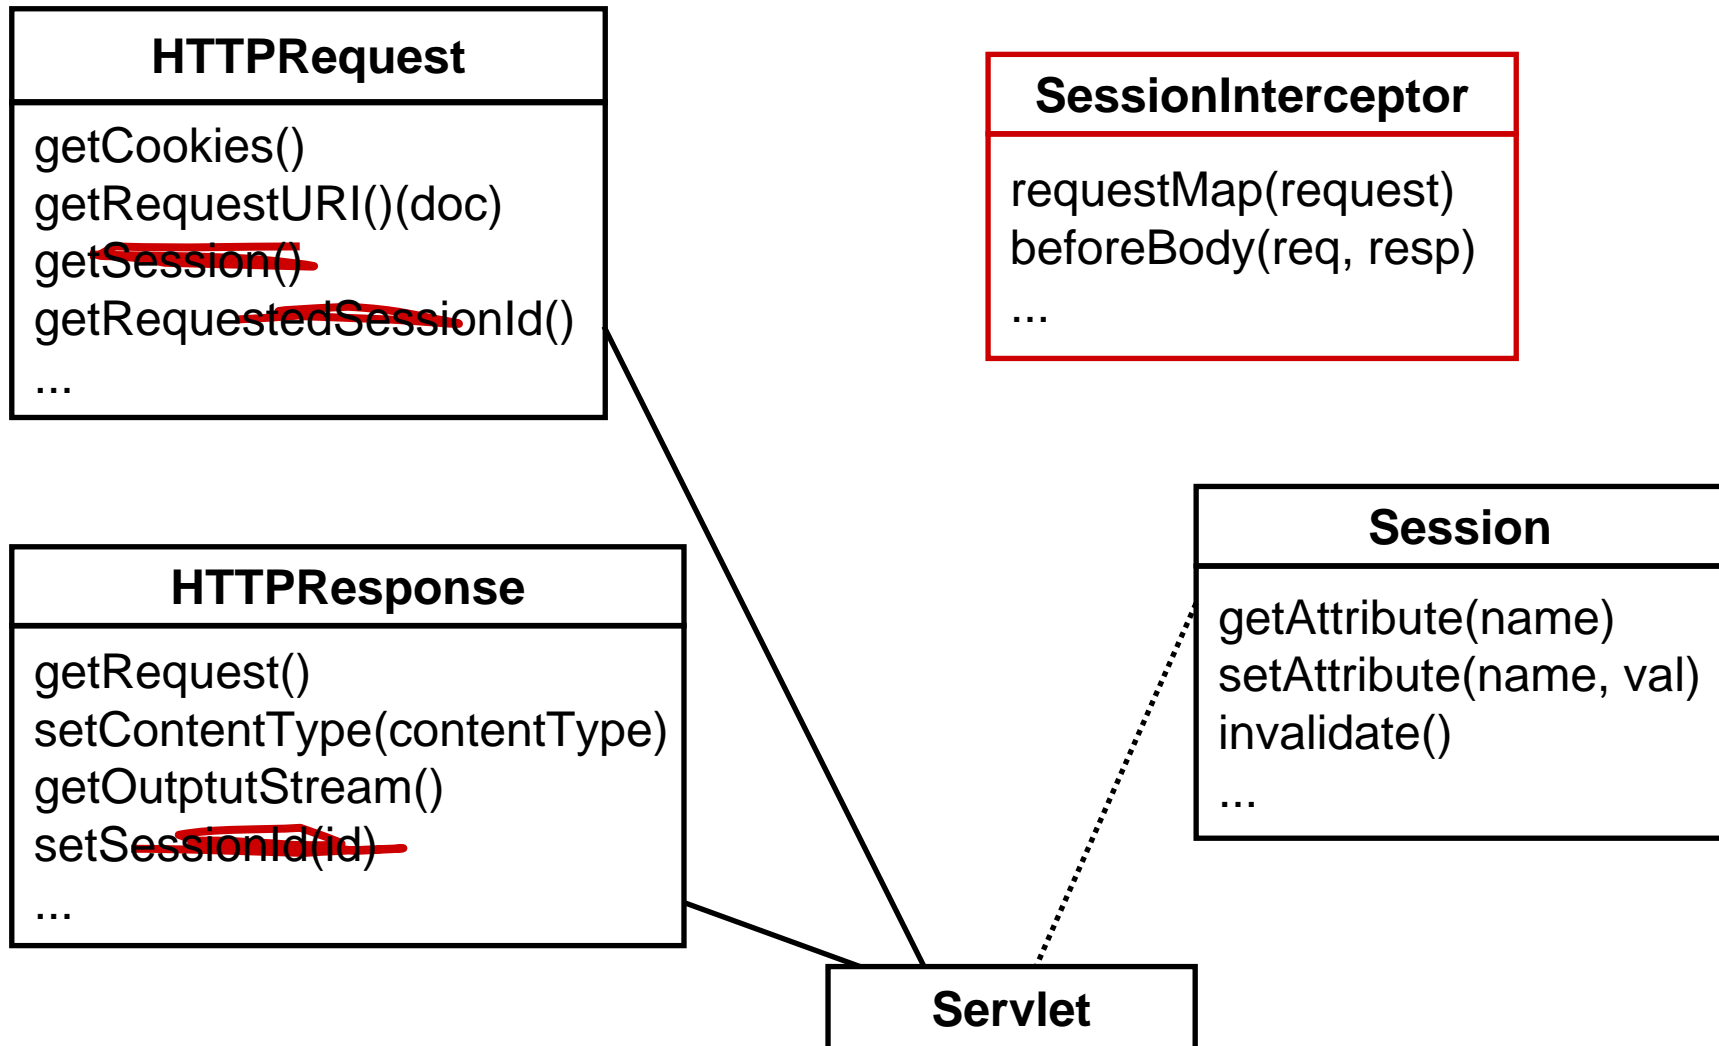 HTTPRequest
getCookies()
getRequestURI()(doc)
getSession()
getRequestedSessionId()
...
SessionInterceptor
requestMap(request)
beforeBody(req, resp)
...
HTTPResponse
getRequest()
setContentType(contentType)
getOutptutStream()
setSessionId(id)
...
Session
getAttribute(name)
setAttribute(name, val)
invalidate()
...
Servlet